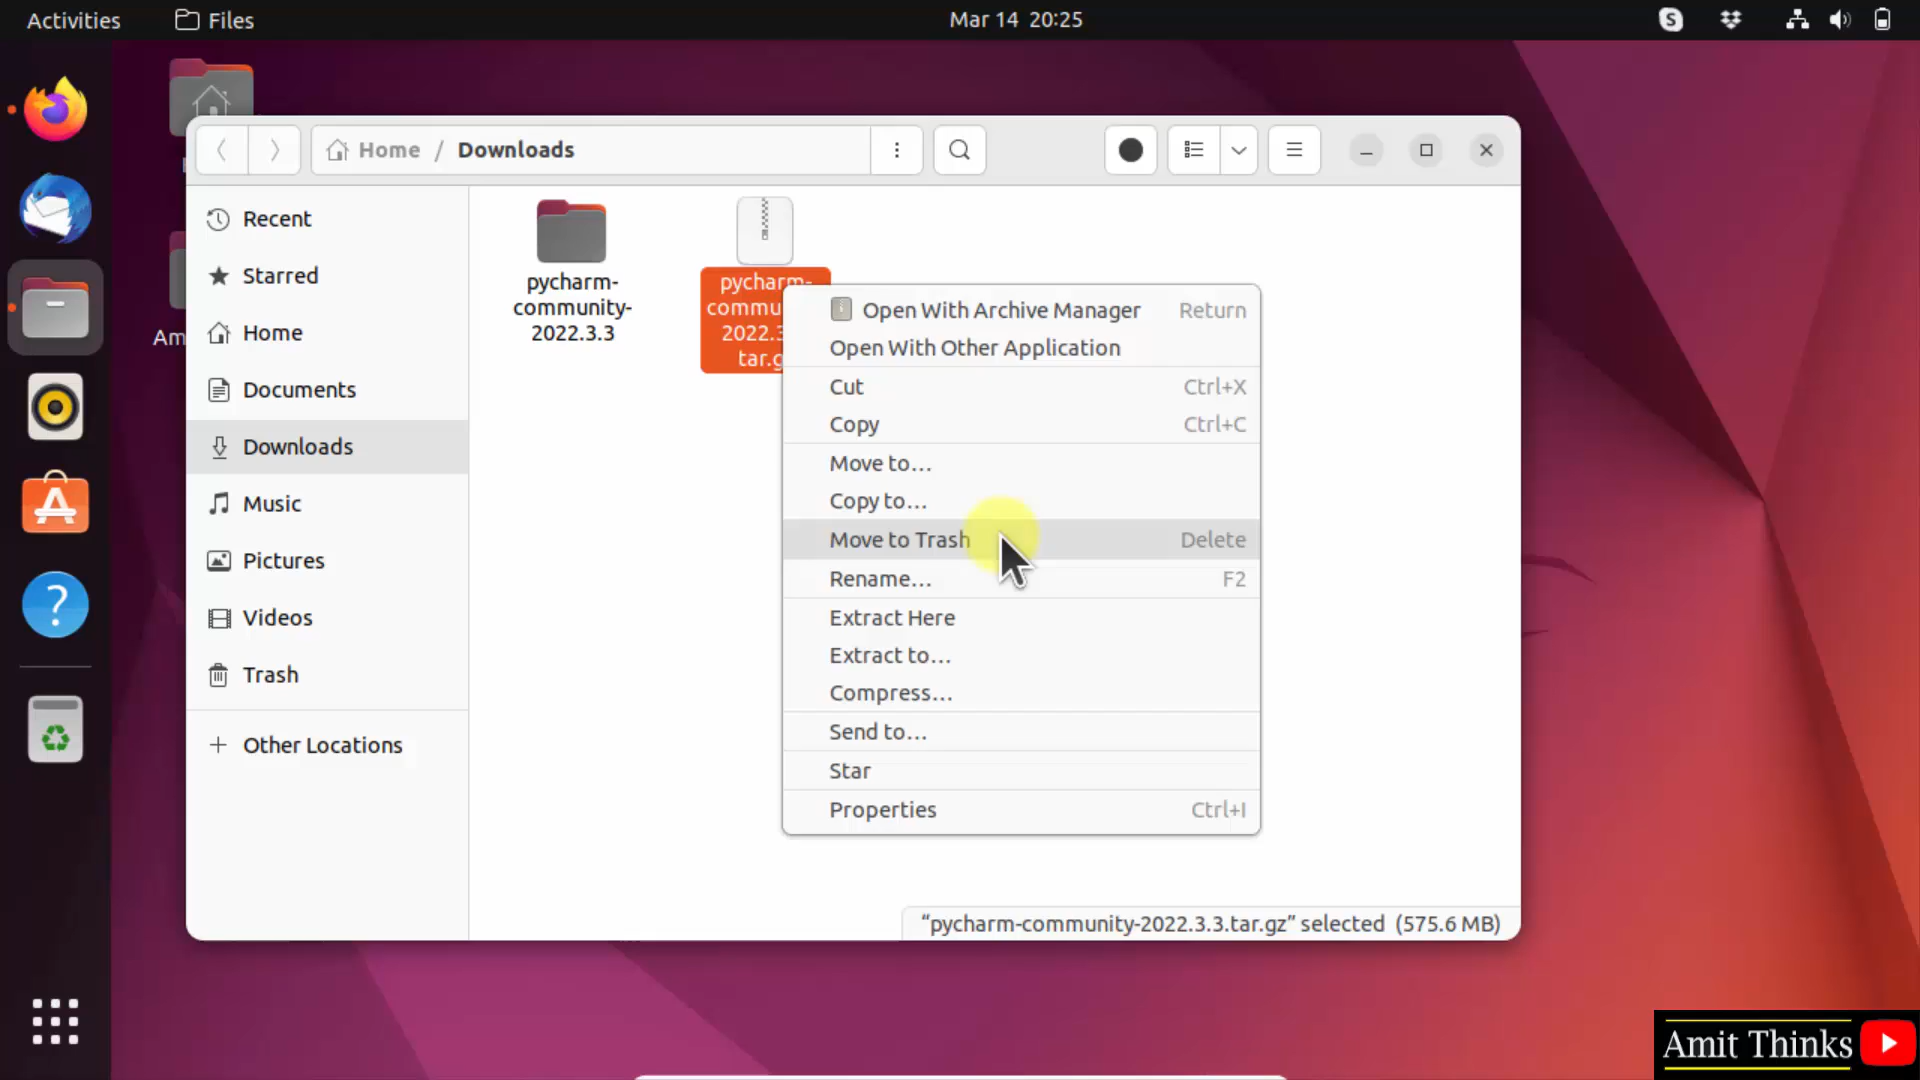 Activities
Files
Mar 14 20:25
Home / Downloads
Recent
Starred
Home
Documents
Downloads
Music
Pictures
Videos
Trash
+ Other Locations
Am
pycharm-
community-
2022.3.3
pycharm-
commu
2022.3
tar.g
Open With Archive Manager Return
Open With Other Application
Cut Ctrl+X
Copy Ctrl+C
Move to...
Copy to...
Move to Trash Delete
Rename... F2
Extract Here
Extract to...
Compress...
Send to...
Star
Properties Ctrl+I
“pycharm-community-2022.3.3.tar.gz” selected (575.6 MB)
Amit Thinks